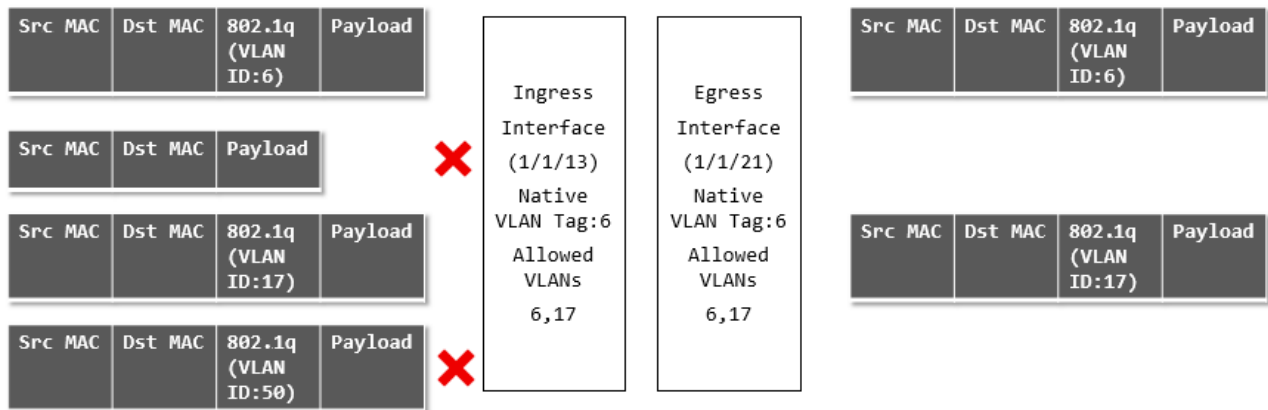 Src MAC Dst MAC 802.1q (VLAN ID:6) Payload
Src MAC Dst MAC Payload
Src MAC Dst MAC 802.1q (VLAN ID:17) Payload
Src MAC Dst MAC 802.1q (VLAN ID:50) Payload
Ingress
Interface
(1/1/13)
Native
VLAN Tag:6
Allowed
VLANs
6,17
Egress
Interface
(1/1/21)
Native
VLAN Tag:6
Allowed
VLANs
6,17
Src MAC Dst MAC 802.1q (VLAN ID:6) Payload
Src MAC Dst MAC 802.1q (VLAN ID:17) Payload